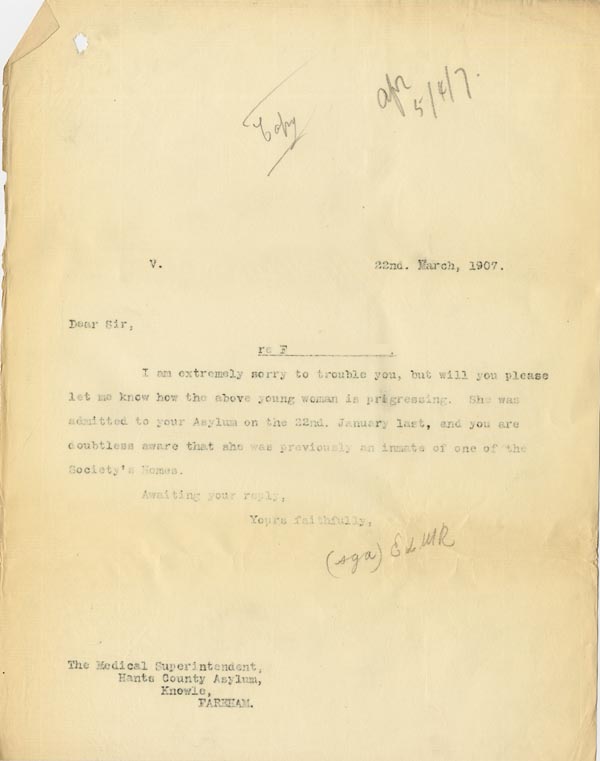 Copy
apr 5/4/7.
V. 22nd. March, 1907.
Dear Sir,
re F ____________.
I am extremely sorry to trouble you, but will you please
let me know how the above young woman is prigressing. She was
admitted to your Asylum on the 22nd. January last, and you are
doubtless aware that she was previously an inmate of one of the
Society's Homes.
Awaiting your reply,
Yours faithfully,
(sgd)
The Medical Superintendent,
Hants County Asylum,
Knowle,
FAREHAM.